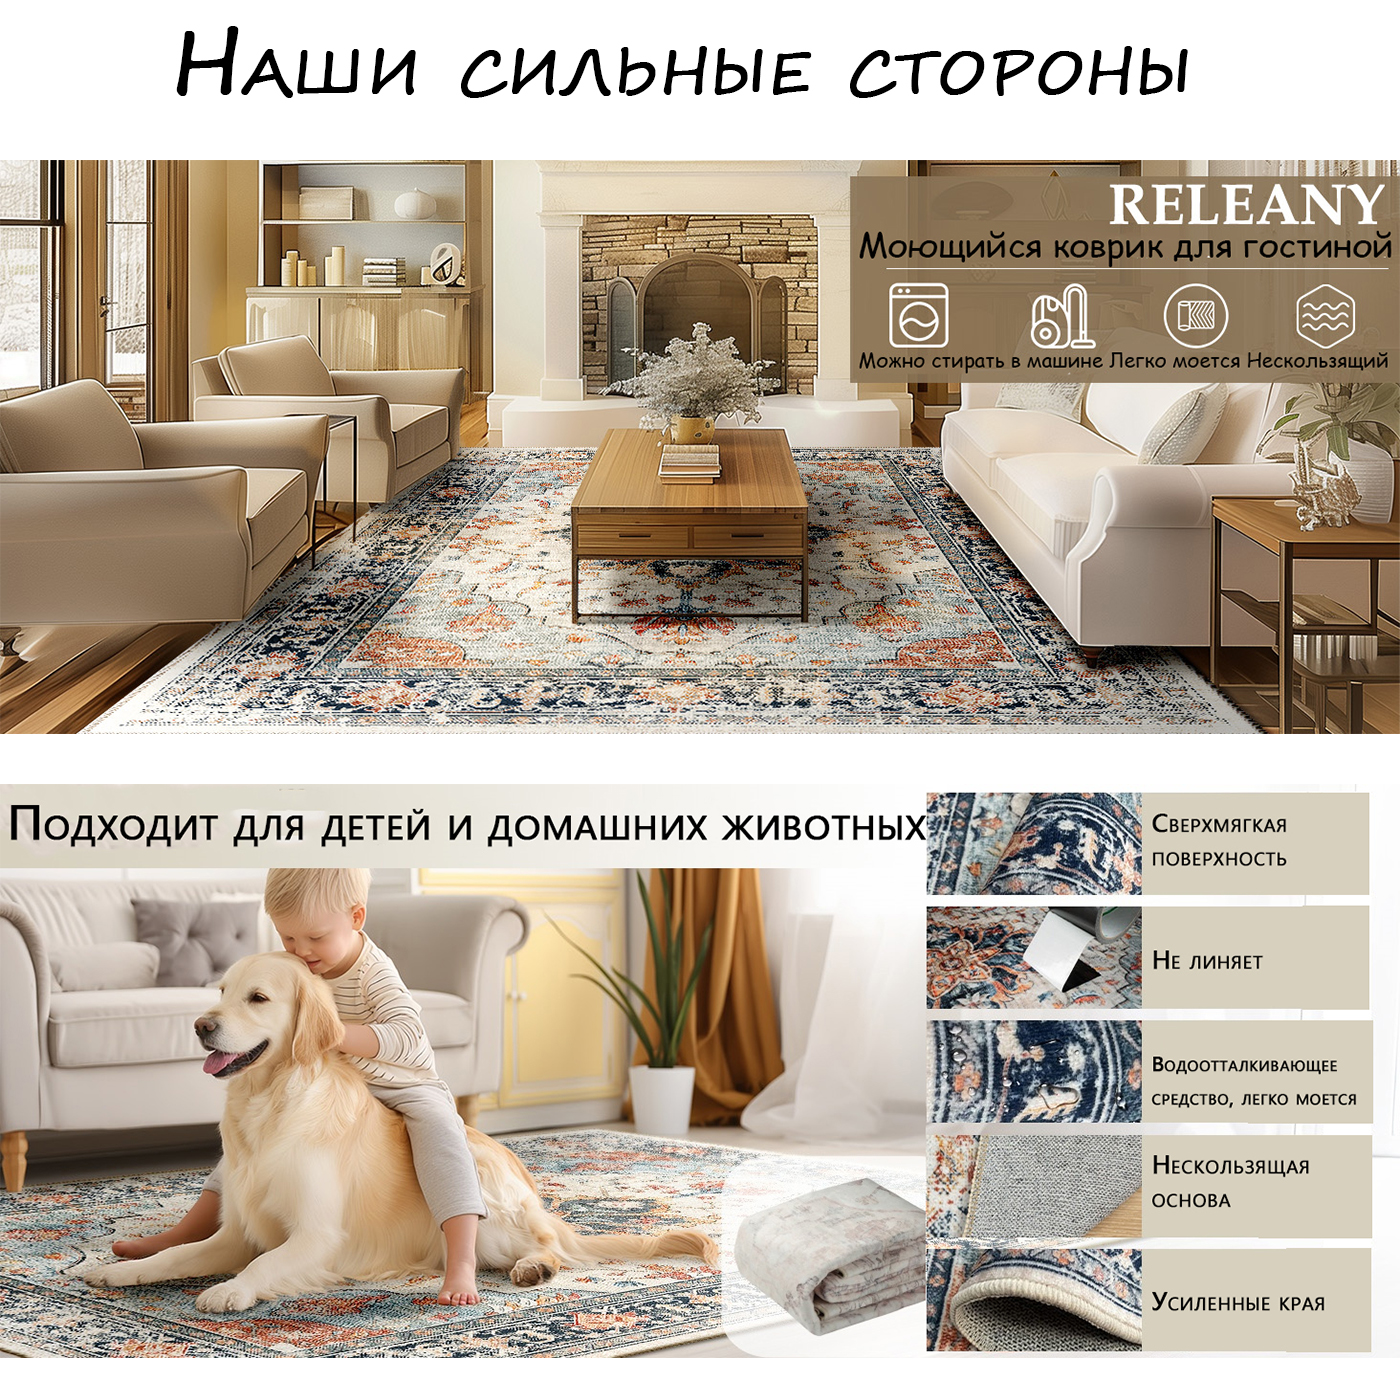 Наши сильные стороны
RELEANY
Моющийся коврик для гостиной
Можно стирать в машине Легко моется Нескользящий
Подходит для детей и домашних животных
Сверхмягкая
поверхность
Не линяет
Водоотталкивающее
средство, легко моется
Нескользящая
основа
Усиленные края